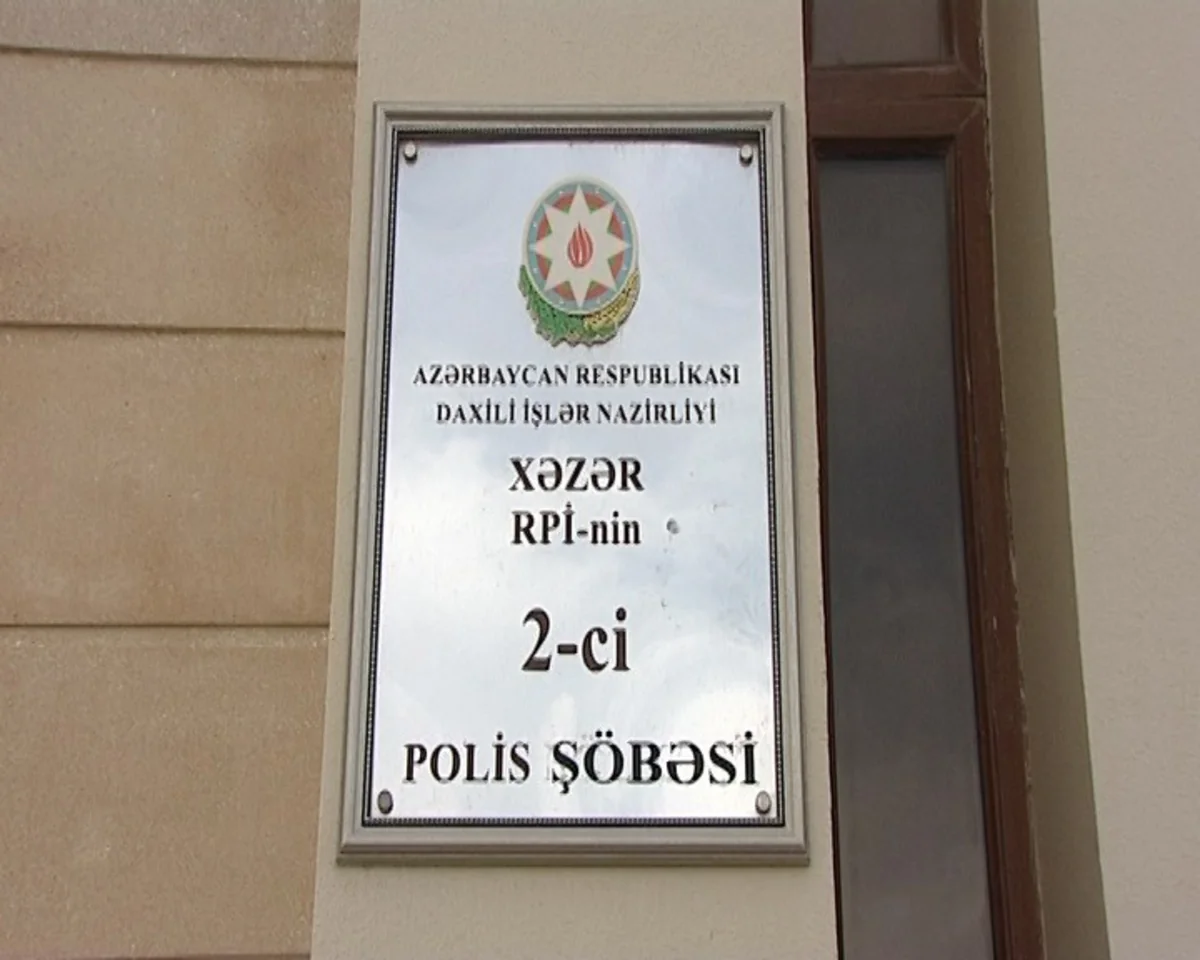 AZƏRBAYCAN RESPUBLİKASI
DAXİLİ İŞLƏR NAZİRLİYİ
XƏZƏR
RPİ-nin
2-ci
POLİS ŞÖBƏSİ